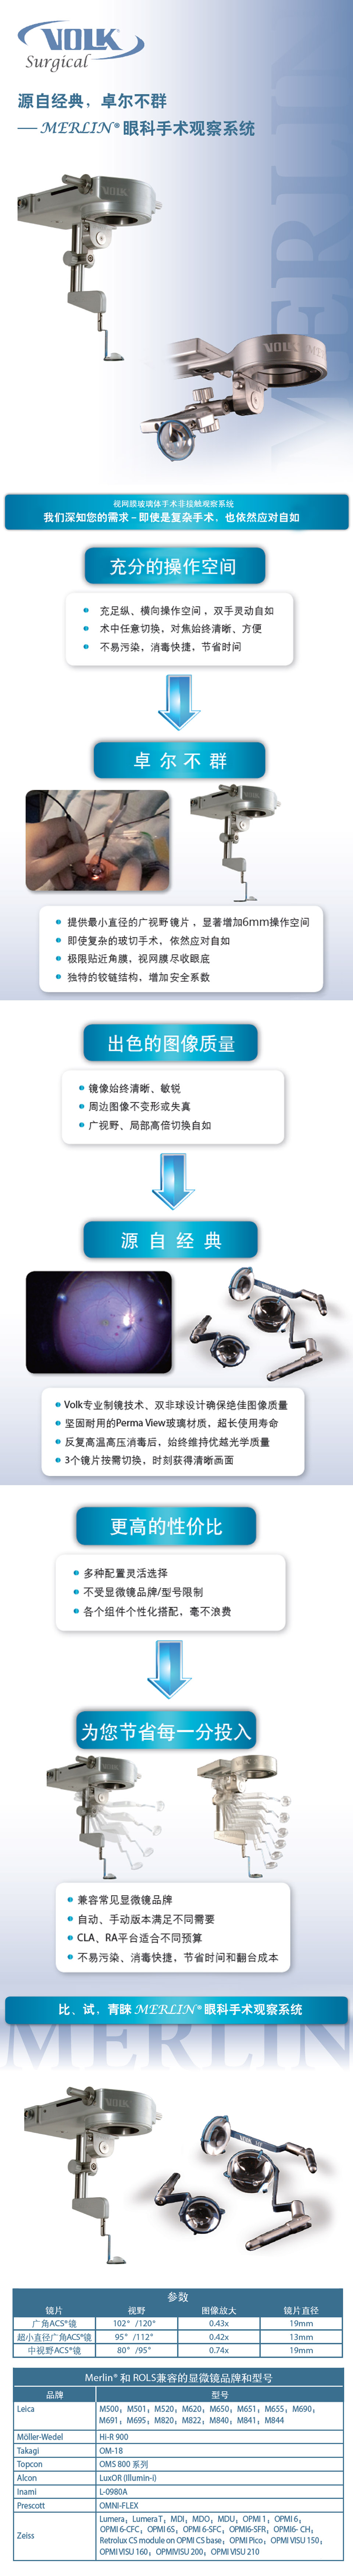 VOLK®
Surgical
源自经典，卓尔不群
— MERLIN® 眼科手术观察系统
MERLIN
VOLK
VOLK MER
视网膜玻璃体手术非接触观察系统
我们深知您的需求 – 即使是复杂手术，也依然应对自如
充分的操作空间
充足纵、横向操作空间，双手灵动自如
术中任意切换，对焦始终清晰、方便
不易污染，消毒快捷，节省时间
卓尔不群
提供最小直径的广视野镜片，显著增加6mm操作空间
即使复杂的玻切手术，依然应对自如
极限贴近角膜，视网膜尽收眼底
独特的铰链结构，增加安全系数
出色的图像质量
镜像始终清晰、敏锐
周边图像不变形或失真
广视野、局部高倍切换自如
源自经典
Volk专业制镜技术、双非球设计确保绝佳图像质量
坚固耐用的Perma View玻璃材质，超长使用寿命
反复高温高压消毒后，始终维持优越光学质量
3个镜片按需切换，时刻获得清晰画面
更高的性价比
多种配置灵活选择
不受显微镜品牌/型号限制
各个组件个性化搭配，毫不浪费
为您节省每一分投入
兼容常见显微镜品牌
自动、手动版本满足不同需要
CLA、RA平台适合不同预算
不易污染、消毒快捷，节省时间和翻台成本
比、试，青睐 MERLIN® 眼科手术观察系统
MERLIN
VOLK
参数
镜片 视野 图像放大 镜片直径
广角ACS®镜 102° /120° 0.43x 19mm
超小直径广角ACS®镜 95° /112° 0.42x 13mm
中视野ACS®镜 80° /95° 0.74x 19mm
Merlin® 和 ROLS兼容的显微镜品牌和型号
品牌 型号
Leica M500，M501，M520，M620，M650，M651，M655，M690，
M691，M695，M820，M822，M840，M841，M844
Möller-Wedel Hi-R 900
Takagi OM-18
Topcon OMS 800 系列
Alcon LuxOR (Illumin-i)
Inami L-0980A
Prescott OMNI-FLEX
Zeiss Lumera，Lumera T，MDI，MDO，MDU，OPMI 1，OPMI 6，
OPMI 6-CFC，OPMI 6S，OPMI 6-SFC，OPMI6-SFR，OPMI6- CH，
Retrolux CS module on OPMI CS base，OPMI Pico，OPMI VISU 150，
OPMI VISU 160，OPMIVISU 200，OPMI VISU 210